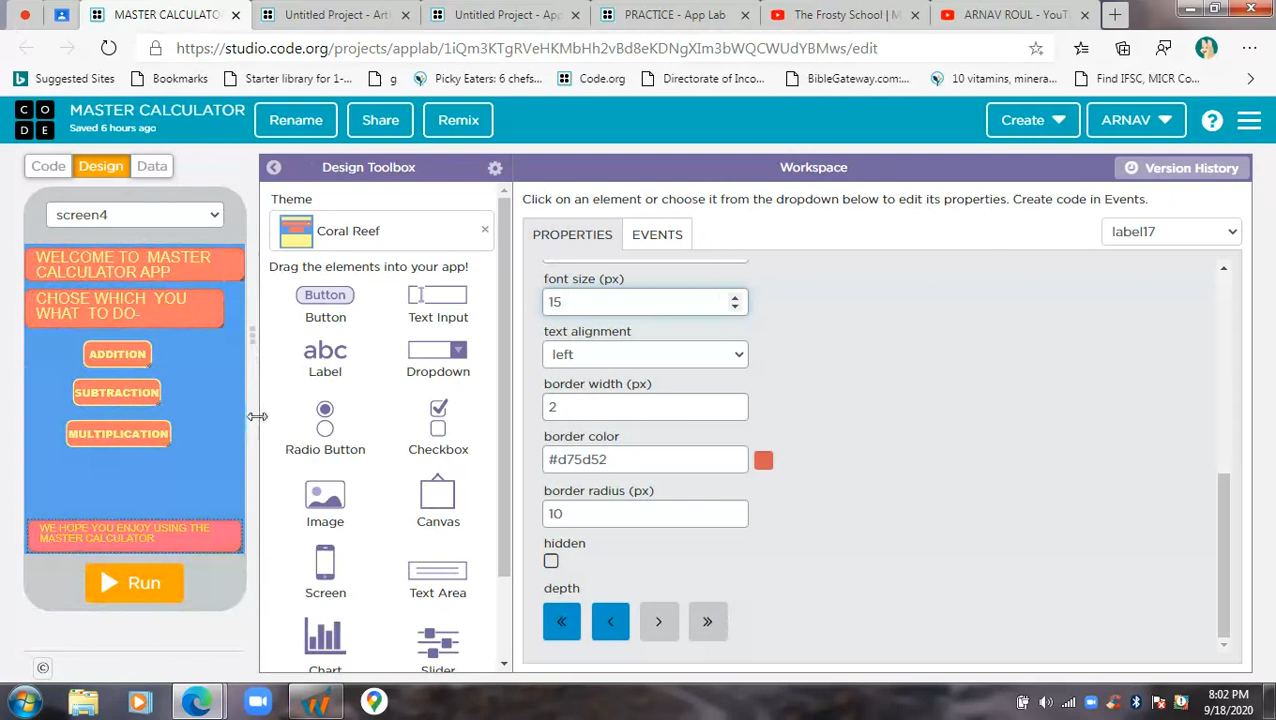 MASTER CALCULATO
Untitled Project - Art
Untitled Project - App
PRACTICE - App Lab
The Frosty School | M
ARNAV ROUL - YouT
https://studio.code.org/projects/applab/1iQm3KTgRVeHKMbHh2vBd8eKDNgXIm3bWQCWUdYBMws/edit
Suggested Sites
Bookmarks
Starter library for 1-...
g
Picky Eaters: 6 chefs...
Code.org
Directorate of Inco...
BibleGateway.com:...
10 vitamins, minera...
Find IFSC, MICR Co...
CODE
MASTER CALCULATOR
Saved 6 hours ago
Rename
Share
Remix
Create
ARNAV
?
Code
Design
Data
Design Toolbox
Workspace
Version History
screen4
WELCOME TO MASTER
CALCULATOR APP
CHOSE WHICH YOU
WHAT TO DO-
ADDITION
SUBTRACTION
MULTIPLICATION
WE HOPE YOU ENJOY USING THE
MASTER CALCULATOR
Run
©
Theme
Coral Reef
Drag the elements into your app!
Button
Button
Text Input
abc
Label
Dropdown
Radio Button
Checkbox
Image
Canvas
Screen
Text Area
Chart
Slider
Click on an element or choose it from the dropdown below to edit its properties. Create code in Events.
PROPERTIES
EVENTS
label17
font size (px)
15
text alignment
left
border width (px)
2
border color
#d75d52
border radius (px)
10
hidden
depth
8:02 PM
9/18/2020